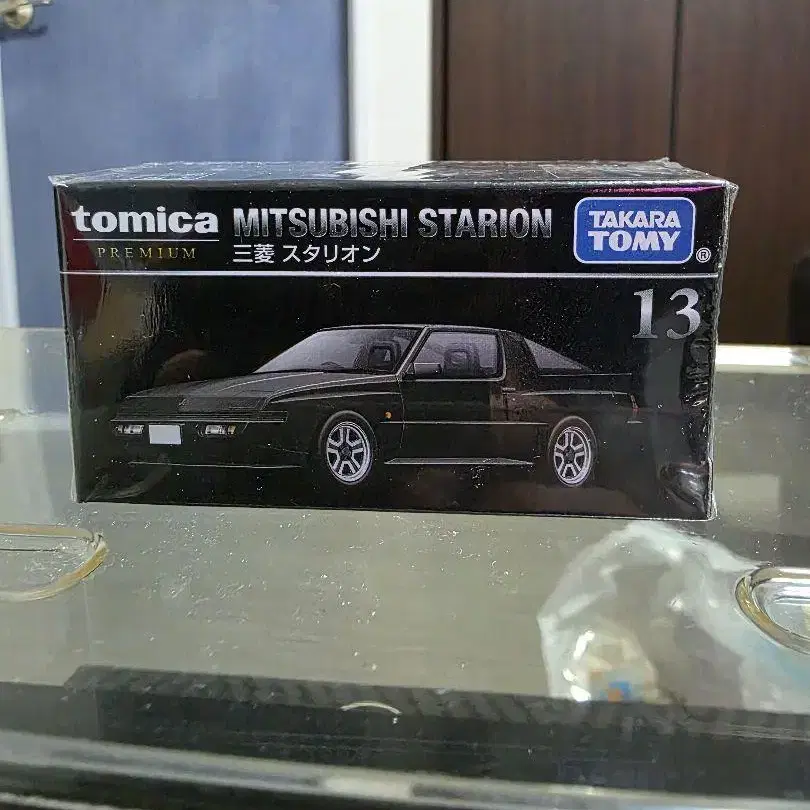 tomica
PREMIUM
MITSUBISHI STARION
三菱 スタリオン
TAKARA
TOMY
®
13